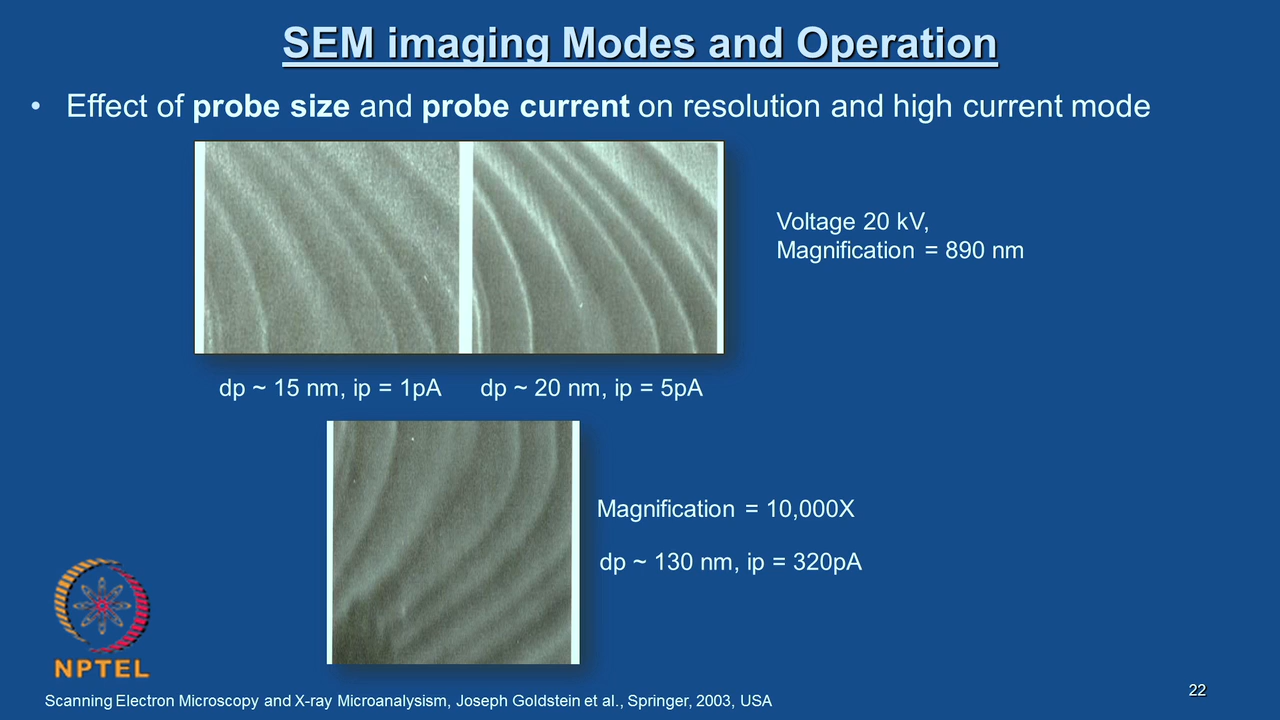 SEM imaging Modes and Operation
• Effect of probe size and probe current on resolution and high current mode
Voltage 20 kV,
Magnification = 890 nm
dp ~ 15 nm, ip = 1pA
dp ~ 20 nm, ip = 5pA
Magnification = 10,000X
dp ~ 130 nm, ip = 320pA
NPTEL
Scanning Electron Microscopy and X-ray Microanalysism, Joseph Goldstein et al., Springer, 2003, USA
22